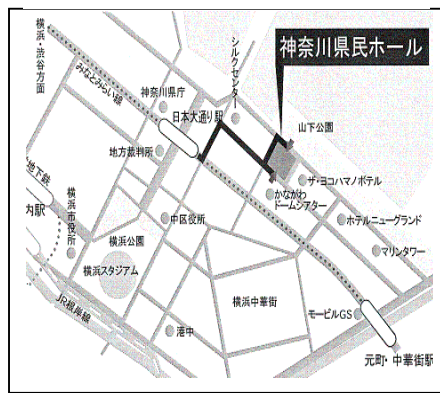 神奈川県民ホール
横浜・渋谷方面
みなとみらい線
シルクセンター
神奈川県庁
日本大通り駅
山下公園
地方裁判所
ザ・ヨコハマノボテル
かながわ
ドームシアター
地下鉄
内駅
横浜市役所
中区役所
ホテルニューグランド
横浜公園
マリンタワー
横浜スタジアム
横浜中華街
JR根岸線
港中
モービルGS
元町・中華街駅